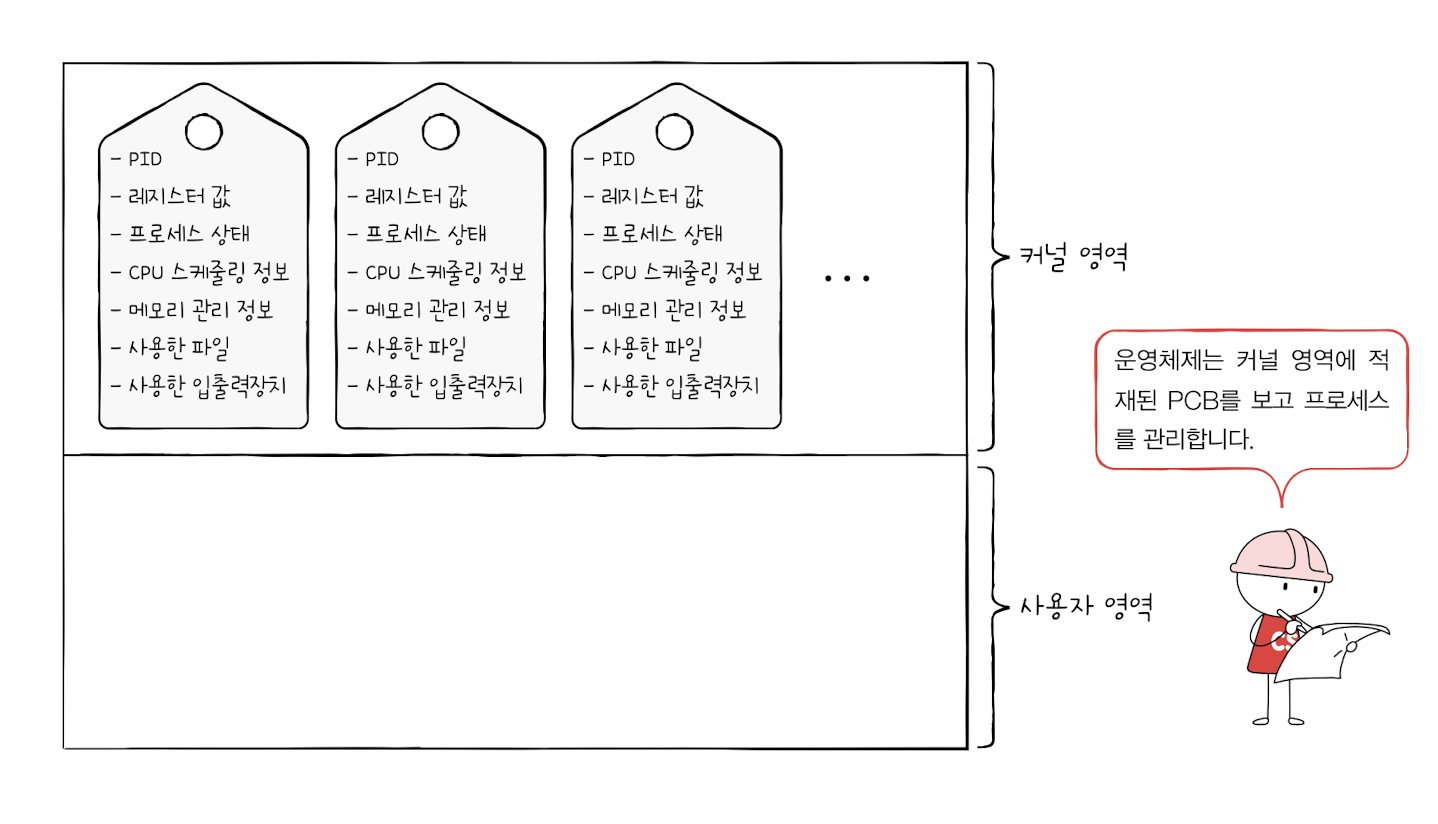 - PID
- 레지스터 값
- 프로세스 상태
- CPU 스케줄링 정보
- 메모리 관리 정보
- 사용한 파일
- 사용한 입출력장치
- PID
- 레지스터 값
- 프로세스 상태
- CPU 스케줄링 정보
- 메모리 관리 정보
- 사용한 파일
- 사용한 입출력장치
- PID
- 레지스터 값
- 프로세스 상태
- CPU 스케줄링 정보
- 메모리 관리 정보
- 사용한 파일
- 사용한 입출력장치
...
커널 영역
운영체제는 커널 영역에 적
재된 PCB를 보고 프로세스
를 관리합니다.
사용자 영역